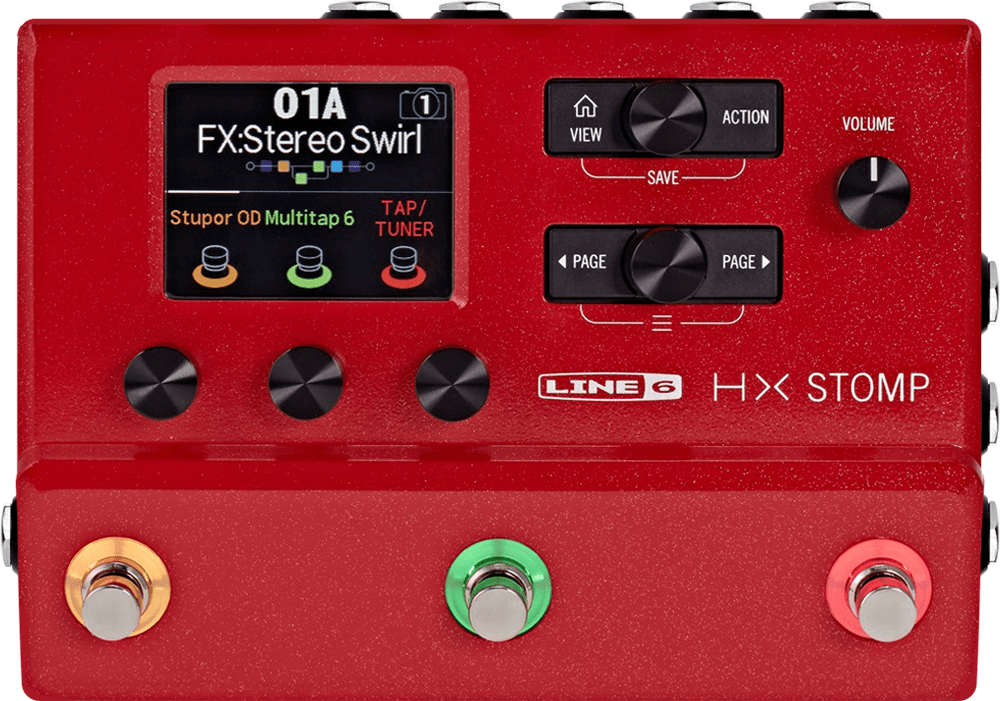 01A
1
FX:Stereo Swirl
Stupor OD
Multitap 6
TAP/
TUNER
VIEW
ACTION
SAVE
VOLUME
PAGE
PAGE
LINE 6
HX STOMP